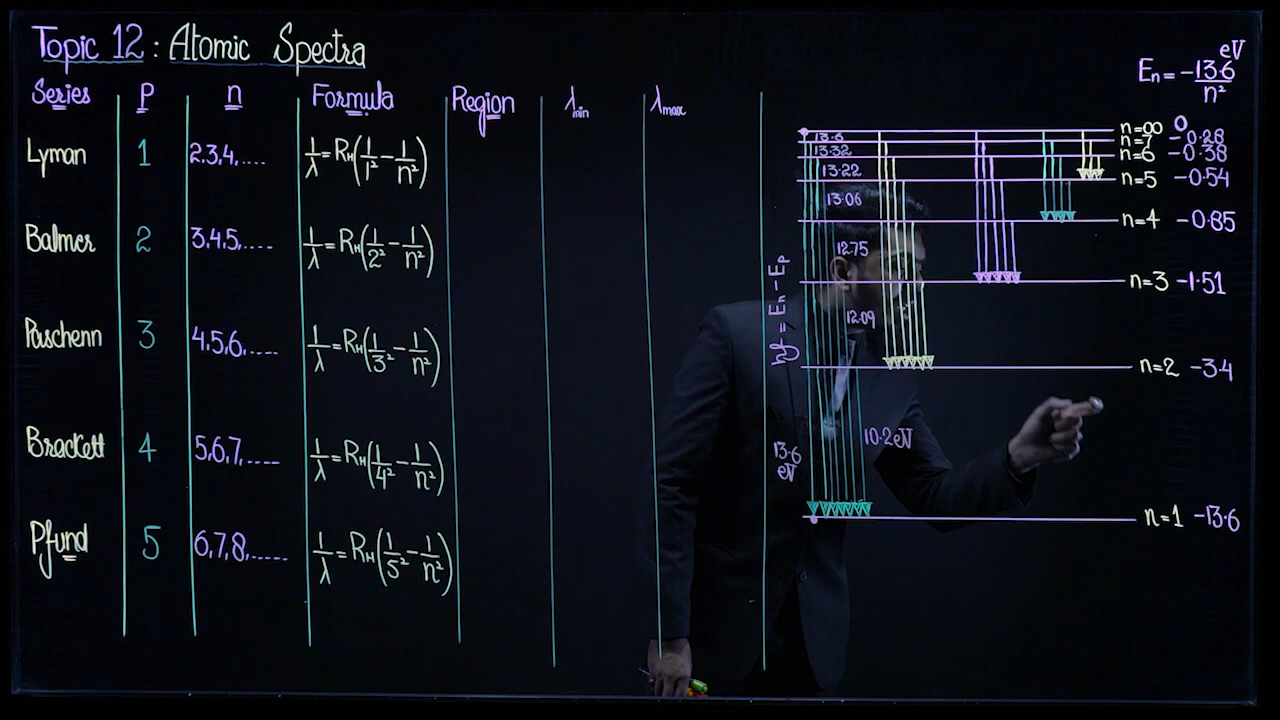 Topic 12 : Atomic Spectra
Series P n Formula Region λmin λmax
Lyman 1 2,3,4,..... 1/λ = RH(1/1² − 1/n²)
Balmer 2 3,4,5,..... 1/λ = RH(1/2² − 1/n²)
Paschenn 3 4,5,6,..... 1/λ = RH(1/3² − 1/n²)
Brackett 4 5,6,7,..... 1/λ = RH(1/4² − 1/n²)
Pfund 5 6,7,8,...... 1/λ = RH(1/5² − 1/n²)
eV
En = −13.6/n²
n=∞ 0
n=7 −0.28
n=6 −0.38
n=5 −0.54
n=4 −0.85
n=3 −1.51
n=2 −3.4
n=1 −13.6
13.6
13.32
13.22
13.06
12.75
12.09
10.2eV
hf = En − Ep
13.6
eV